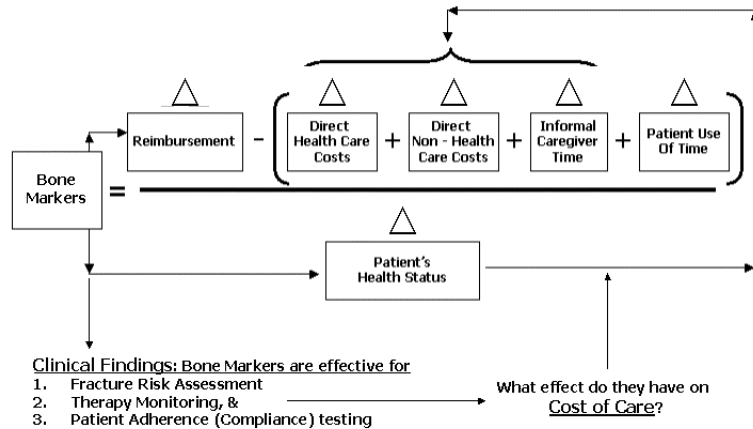 Reimbursement
-
Direct
Health Care
Costs
+
Direct
Non - Health
Care Costs
+
Informal
Caregiver
Time
+
Patient Use
Of Time
Bone
Markers
=
Patient's
Health Status
Clinical Findings: Bone Markers are effective for
1. Fracture Risk Assessment
2. Therapy Monitoring, &
3. Patient Adherence (Compliance) testing
What effect do they have on
Cost of Care?